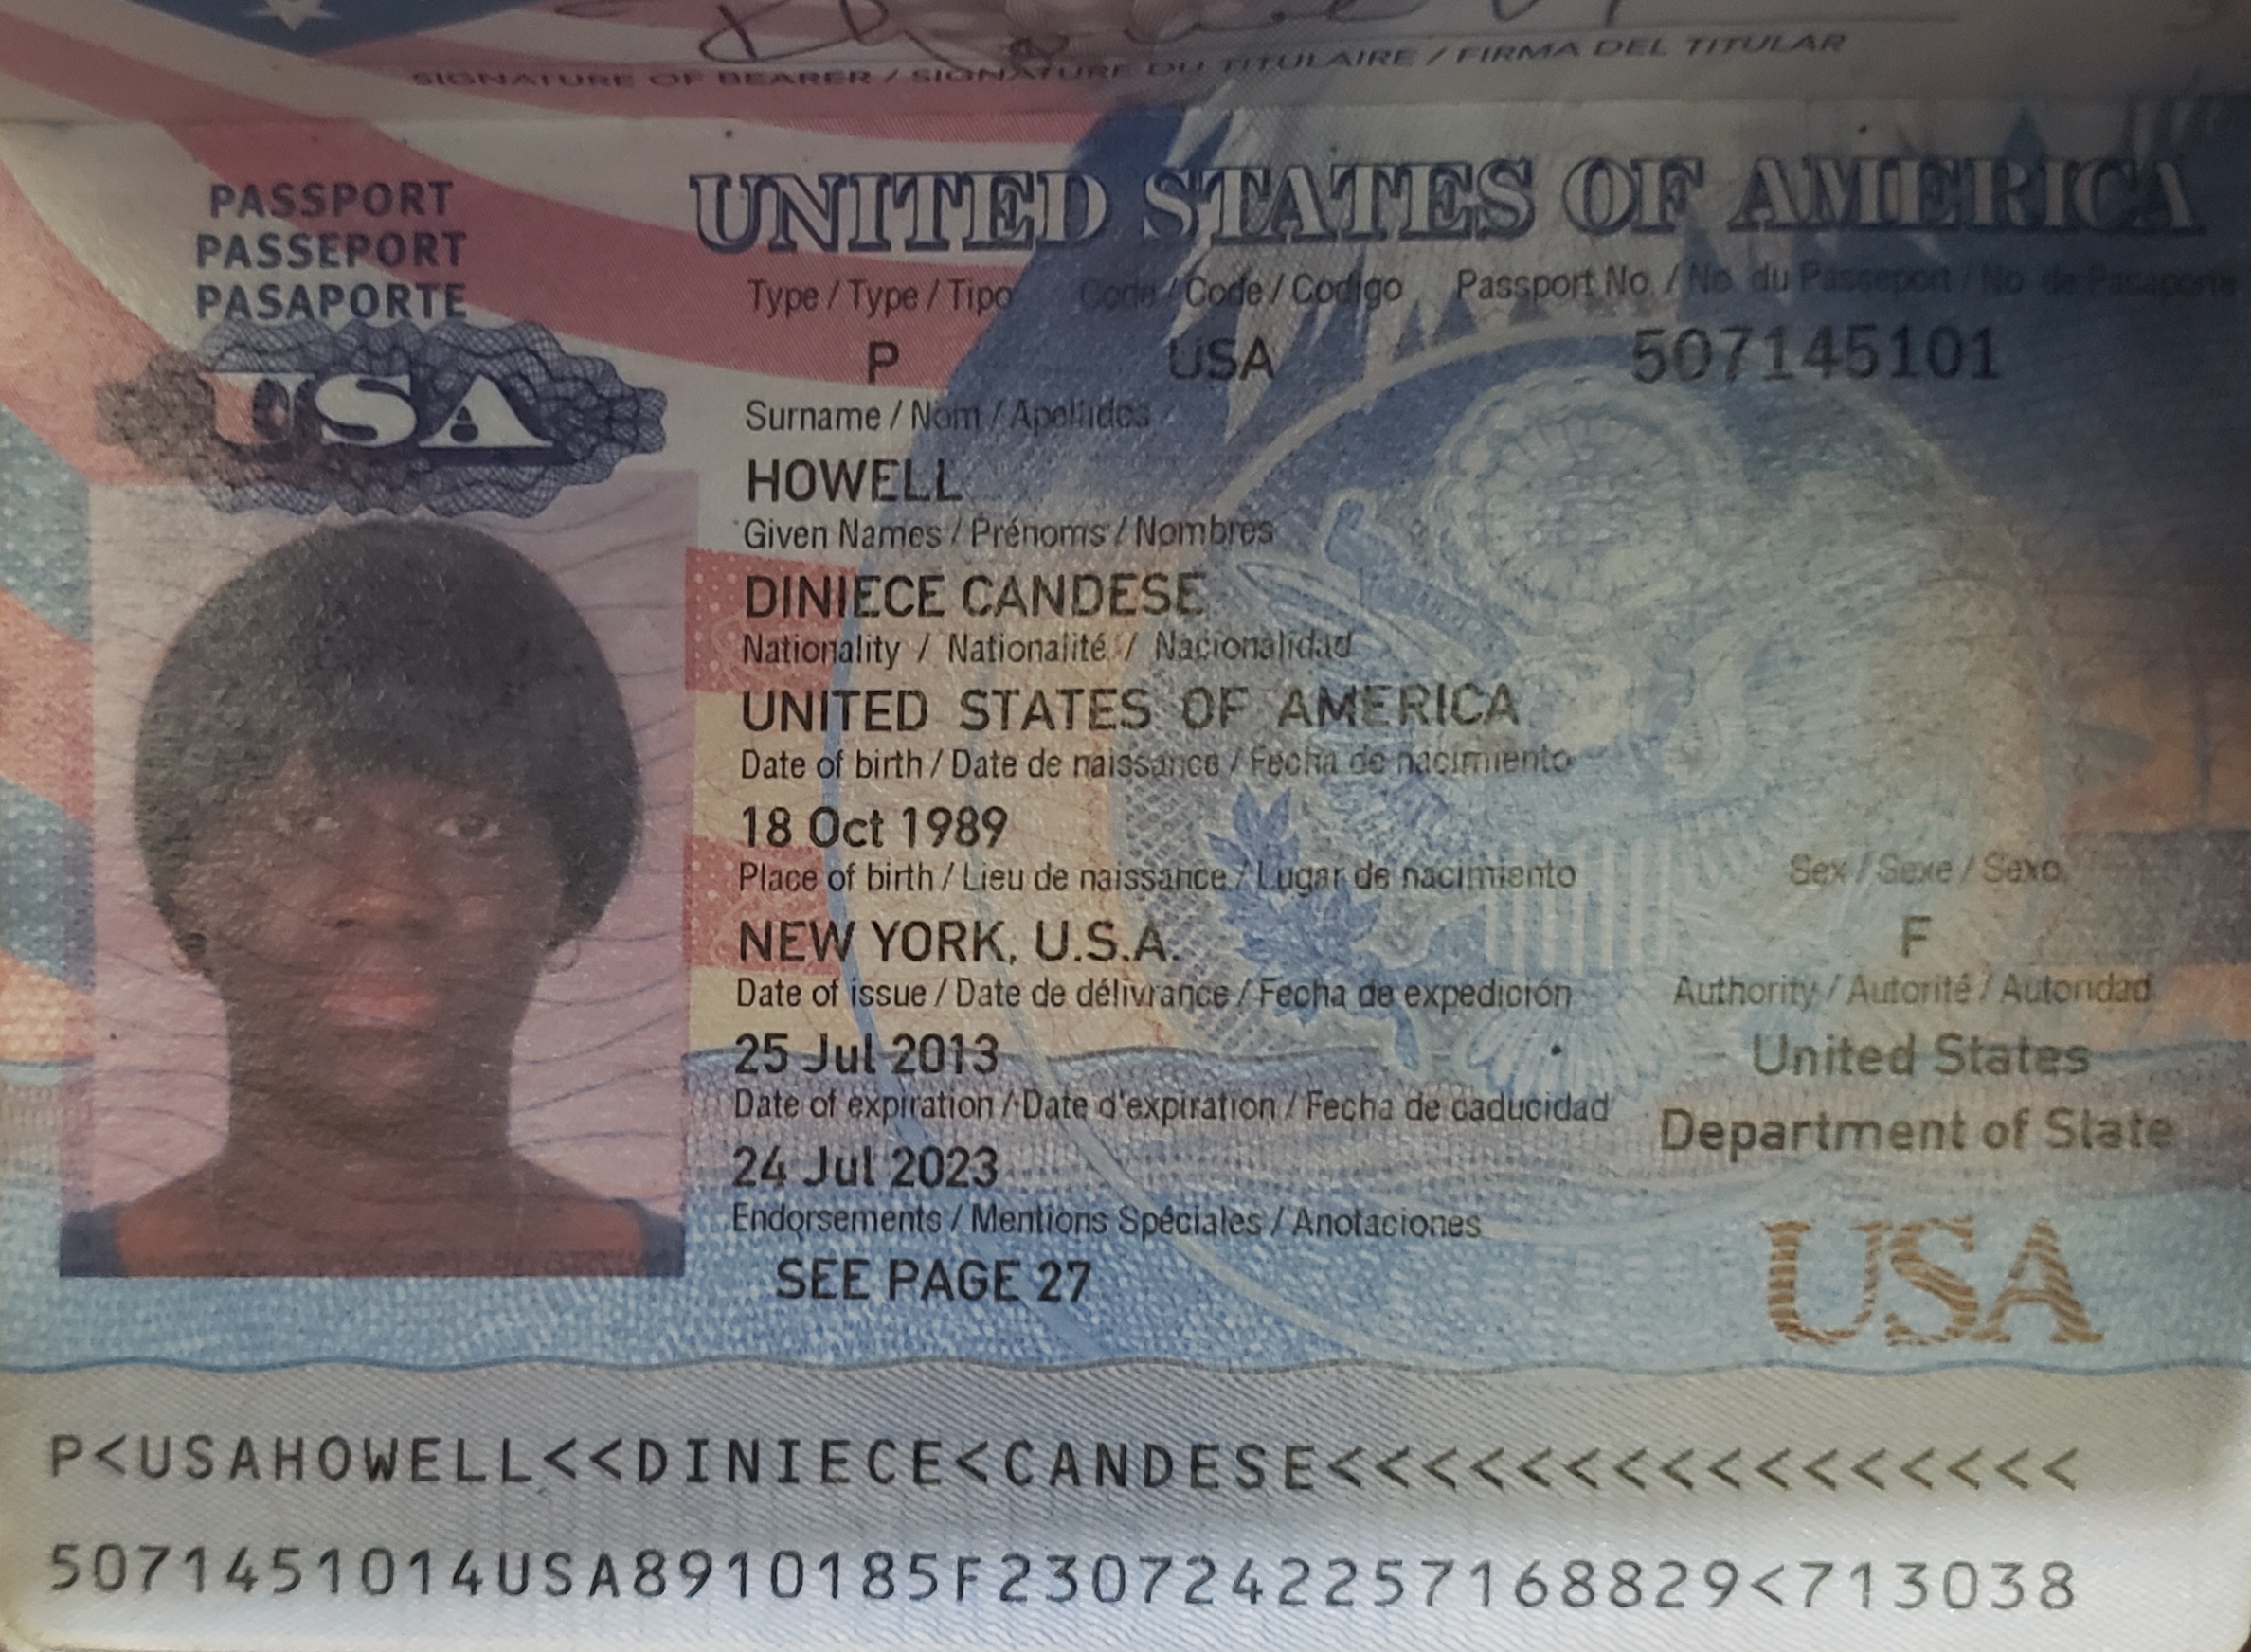 SIGNATURE OF BEARER / SIGNATURE DU TITULAIRE / FIRMA DEL TITULAR
PASSPORT
PASSEPORT
PASAPORTE
USA
UNITED STATES OF AMERICA
Type / Type / Tipo Code / Code / Codigo Passport No / No du Passeport / No de Pasaporte
P USA 507145101
Surname / Nom / Apellidos
HOWELL
Given Names / Prénoms / Nombres
DINIECE CANDESE
Nationality / Nationalité / Nacionalidad
UNITED STATES OF AMERICA
Date of birth / Date de naissance / Fecha de nacimiento
18 Oct 1989
Place of birth / Lieu de naissance / Lugar de nacimiento Sex / Sexe / Sexo
NEW YORK, U.S.A. F
Date of issue / Date de délivrance / Fecha de expedición Authority / Autorité / Autoridad
25 Jul 2013 United States
Date of expiration / Date d'expiration / Fecha de caducidad Department of State
24 Jul 2023
Endorsements / Mentions Spéciales / Anotaciones
SEE PAGE 27
USA
P<USAHOWELL<<DINIECE<CANDESE<<<<<<<<<<<<<<<<
5071451014USA8910185F2307242257168829<713038